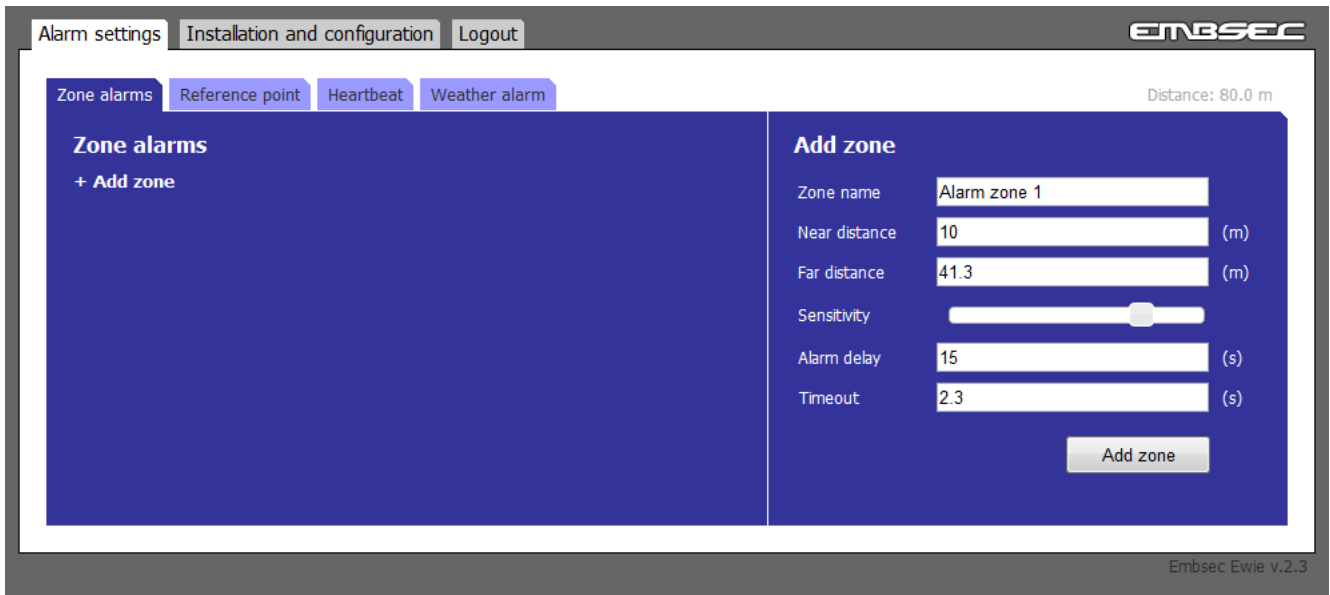 Alarm settings Installation and configuration Logout EMBSEC
Zone alarms Reference point Heartbeat Weather alarm Distance: 80.0 m
Zone alarms
+ Add zone
Add zone
Zone name Alarm zone 1
Near distance 10 (m)
Far distance 41.3 (m)
Sensitivity
Alarm delay 15 (s)
Timeout 2.3 (s)
Add zone
Embsec Ewie v.2.3